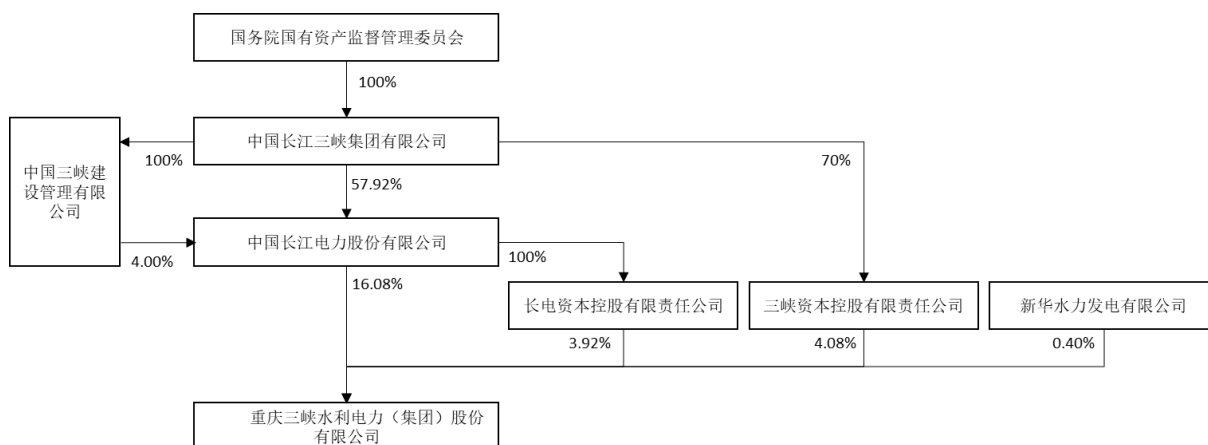 国务院国有资产监督管理委员会
100%
中国长江三峡集团有限公司
100%
70%
中国三峡建
设管理有限
公司
57.92%
中国长江电力股份有限公司
4.00%
100%
16.08%
长电资本控股有限责任公司
三峡资本控股有限责任公司
新华水力发电有限公司
3.92%
4.08%
0.40%
重庆三峡水利电力（集团）股份
有限公司